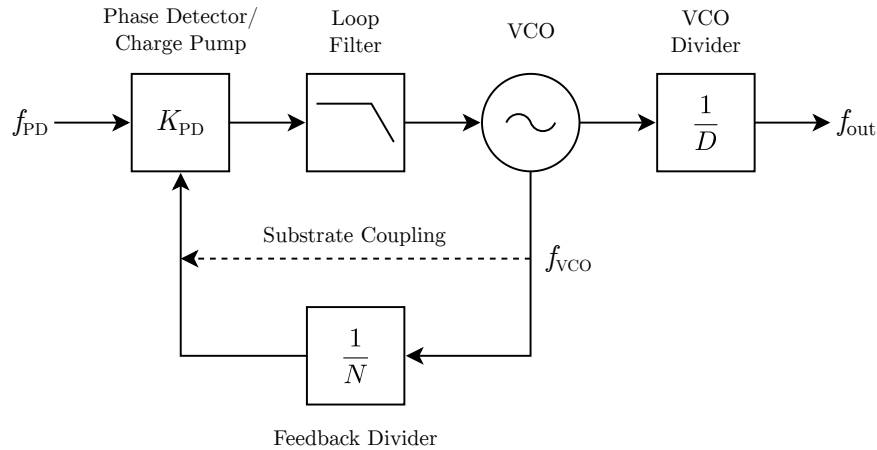 Phase Detector/
Charge Pump
Loop
Filter
VCO
VCO
Divider
f_PD
K_PD
1
D
f_out
Substrate Coupling
f_VCO
1
N
Feedback Divider